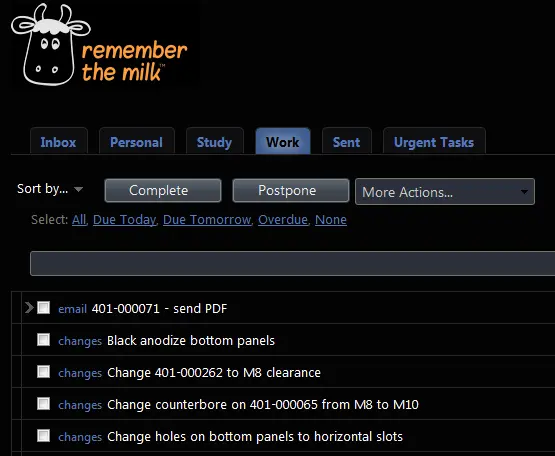 remember
the milk™
Inbox Personal Study Work Sent Urgent Tasks
Sort by... Complete Postpone More Actions...
Select: All, Due Today, Due Tomorrow, Overdue, None
email 401-000071 - send PDF
changes Black anodize bottom panels
changes Change 401-000262 to M8 clearance
changes Change counterbore on 401-000065 from M8 to M10
changes Change holes on bottom panels to horizontal slots